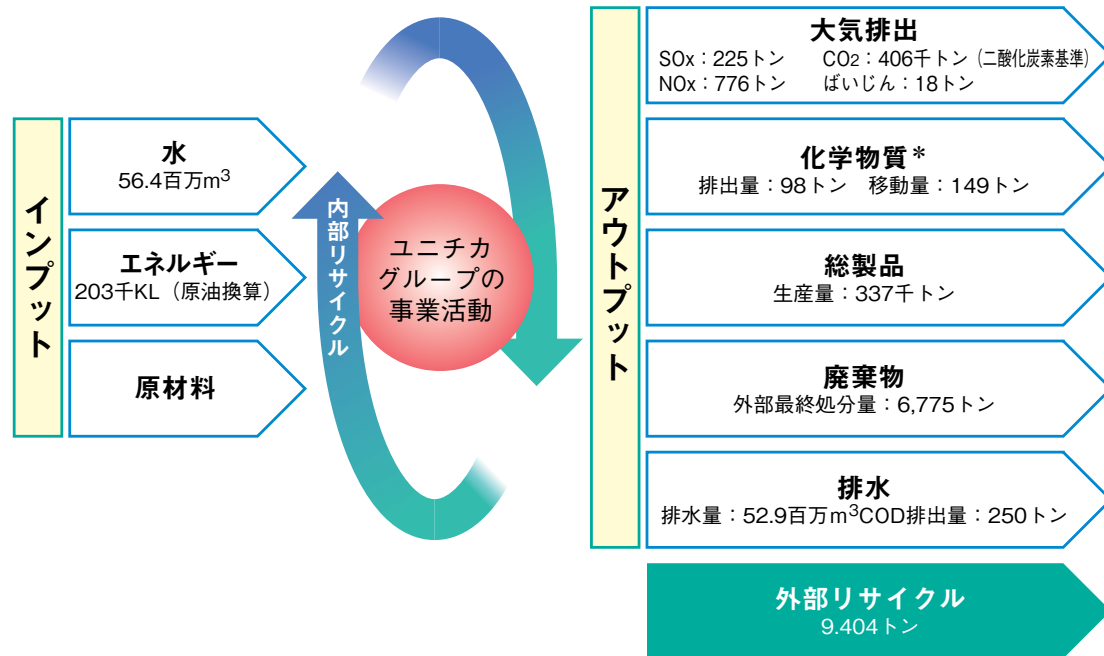 インプット
水
56.4百万m³
エネルギー
203千KL（原油換算）
原材料
内部リサイクル
ユニチカ
グループの
事業活動
アウトプット
大気排出
SOx：225トン　CO2：406千トン（二酸化炭素基準）
NOx：776トン　ばいじん：18トン
化学物質＊
排出量：98トン　移動量：149トン
総製品
生産量：337千トン
廃棄物
外部最終処分量：6,775トン
排水
排水量：52.9百万m³COD排出量：250トン
外部リサイクル
9.404トン